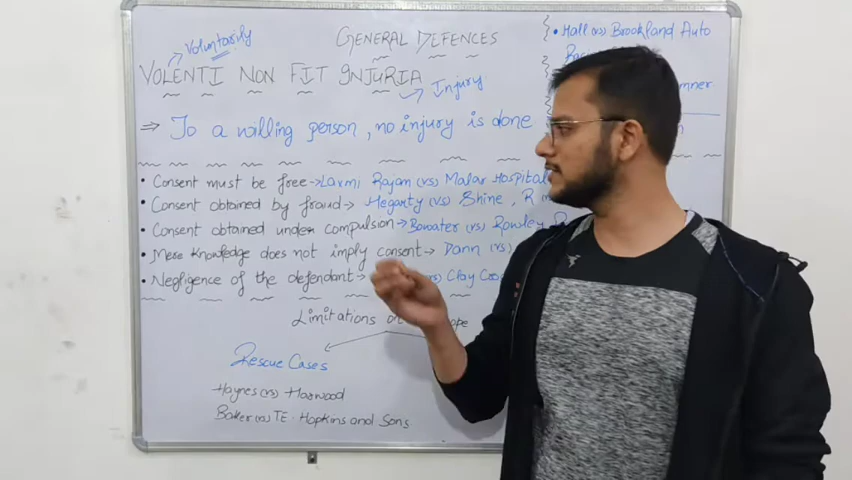 GENERAL DEFENCES
• Hall (vs) Brookland Auto
Voluntarily
VOLENTI NON FIT INJURIA
Injury
⇒ To a willing person, no injury is done
• Consent must be free → Laxmi Rajam (vs) Malar Hospital
• Consent obtained by fraud → Hegarty (vs) Shine, R
• Consent obtained under compulsion → Bowater (vs) Rowley
• Mere Knowledge does not imply consent → Dann (vs)
• Negligence of the defendant → (vs) Clay
Limitations
Rescue Cases
Haynes (vs) Harwood
Baker (vs) TE. Hopkins and Sons